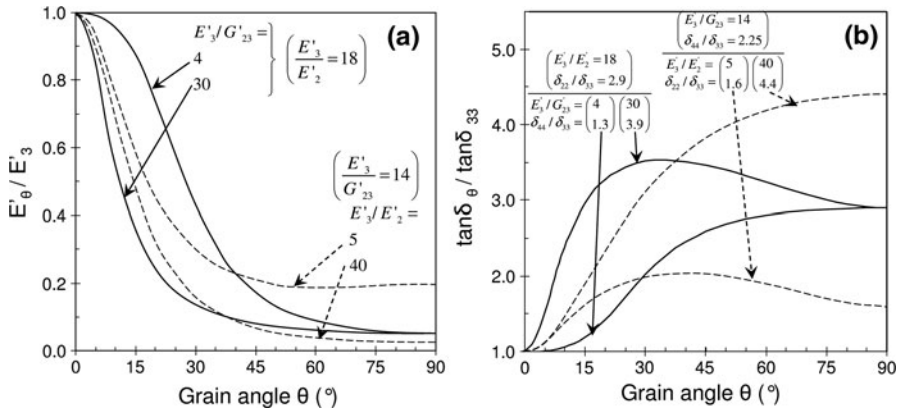 (a)
E'₃/G'₂₃ =
4
30
(E'₃/E'₂ = 18)
(E'₃/G'₂₃ = 14)
E'₃/E'₂ =
5
40
E'θ / E'₃
1.0
0.8
0.6
0.4
0.2
0.0
0 15 30 45 60 75 90
Grain angle θ (°)
(b)
(E'₃/G'₂₃ = 14
δ₄₄/δ₃₃ = 2.25)
E'₃/E'₂ = (5) (40)
δ₂₂/δ₃₃ = (1.6) (4.4)
(E'₃/E'₂ = 18
δ₂₂/δ₃₃ = 2.9)
E'₃/G'₂₃ = (4) (30)
δ₄₄/δ₃₃ = (1.3) (3.9)
tanδ θ / tanδ 33
5.0
4.0
3.0
2.0
1.0
0 15 30 45 60 75 90
Grain angle θ (°)